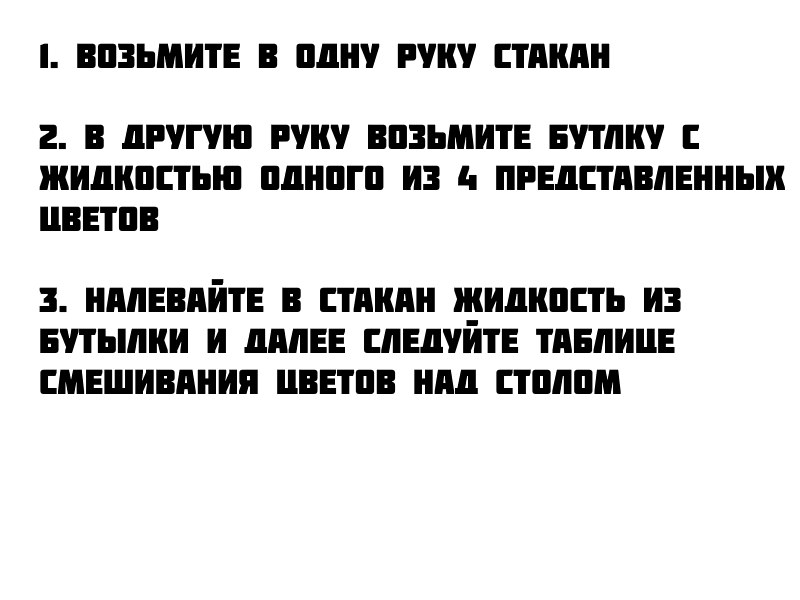 1. ВОЗЬМИТЕ В ОДНУ РУКУ СТАКАН
2. В ДРУГУЮ РУКУ ВОЗЬМИТЕ БУТЛКУ С
ЖИДКОСТЬЮ ОДНОГО ИЗ 4 ПРЕДСТАВЛЕННЫХ
ЦВЕТОВ
3. НАЛЕВАЙТЕ В СТАКАН ЖИДКОСТЬ ИЗ
БУТЫЛКИ И ДАЛЕЕ СЛЕДУЙТЕ ТАБЛИЦЕ
СМЕШИВАНИЯ ЦВЕТОВ НАД СТОЛОМ